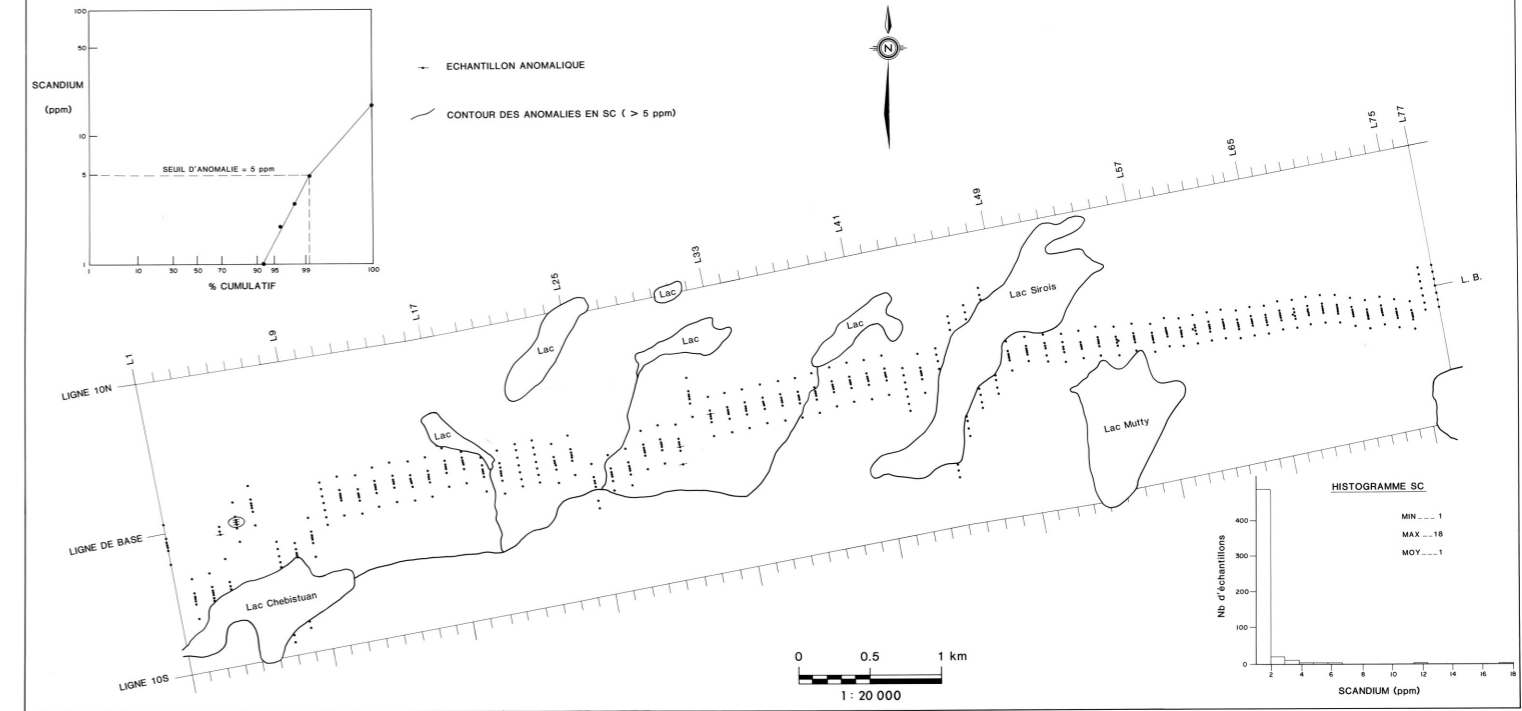 100
50
10
5
1
SCANDIUM
(ppm)
SEUIL D'ANOMALIE = 5 ppm
1 10 30 50 70 90 95 99 100
% CUMULATIF
ECHANTILLON ANOMALIQUE
CONTOUR DES ANOMALIES EN SC ( > 5 ppm)
N
L1
L9
L17
L25
L33
L41
L49
L57
L65
L75
L77
LIGNE 10N
LIGNE DE BASE
LIGNE 10S
L. B.
Lac
Lac
Lac
Lac
Lac
Lac Sirois
Lac Mutty
Lac Chebistuan
0 0.5 1 km
1 : 20 000
HISTOGRAMME SC
MIN _ _ _ 1
MAX _ _ 18
MOY _ _ 1
Nb d'échantillons
400
300
200
100
0
2 4 6 8 10 12 14 16 18
SCANDIUM (ppm)